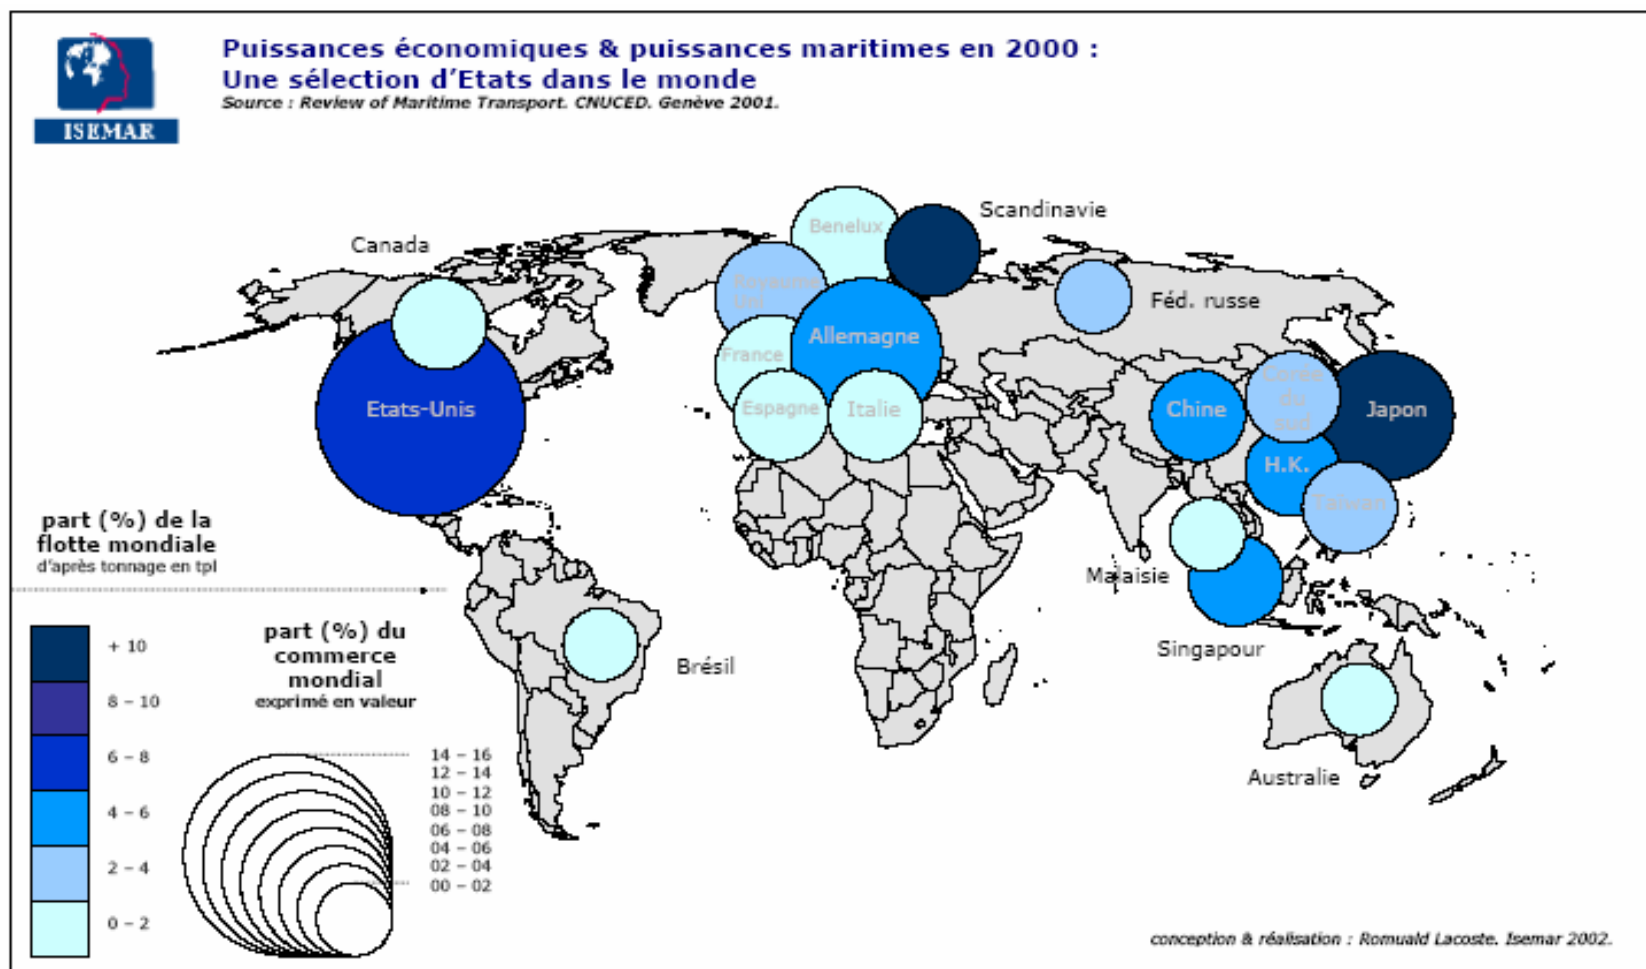 ISEMAR
Puissances économiques & puissances maritimes en 2000 :
Une sélection d'Etats dans le monde
Source : Review of Maritime Transport. CNUCED. Genève 2001.
Scandinavie
Benelux
Canada
Royaume
Uni
Féd. russe
Allemagne
France
Corée
du
sud
Etats-Unis
Espagne
Italie
Chine
Japon
H.K.
Taïwan
Malaisie
Singapour
Brésil
Australie
part (%) de la
flotte mondiale
d'après tonnage en tpl
+ 10
8 – 10
6 – 8
4 – 6
2 – 4
0 – 2
part (%) du
commerce
mondial
exprimé en valeur
14 – 16
12 – 14
10 – 12
08 – 10
06 – 08
04 – 06
02 – 04
00 – 02
conception & réalisation : Romuald Lacoste. Isemar 2002.